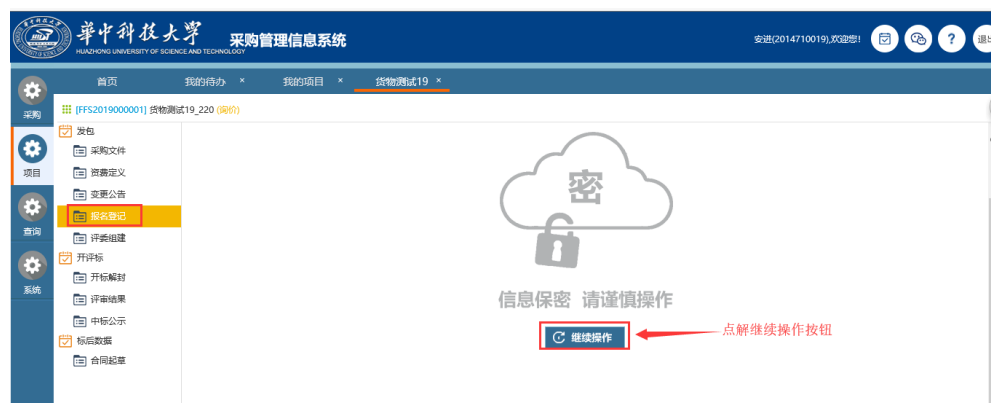 華中科技大学 采购管理信息系统
HUAZHONG UNIVERSITY OF SCIENCE AND TECHNOLOGY
安进(2014710019),欢迎您!
?
首页 我的待办 × 我的项目 × 货物测试19 ×
采购
[FFS2019000001] 货物测试19_220 (询价)
发包
采购文件
项目
资费定义
变更公告
报名登记
查询
评委组建
开评标
开标解封
系统
评审结果
中标公示
标后数据
合同起草
密
信息保密 请谨慎操作
继续操作
点解继续操作按钮